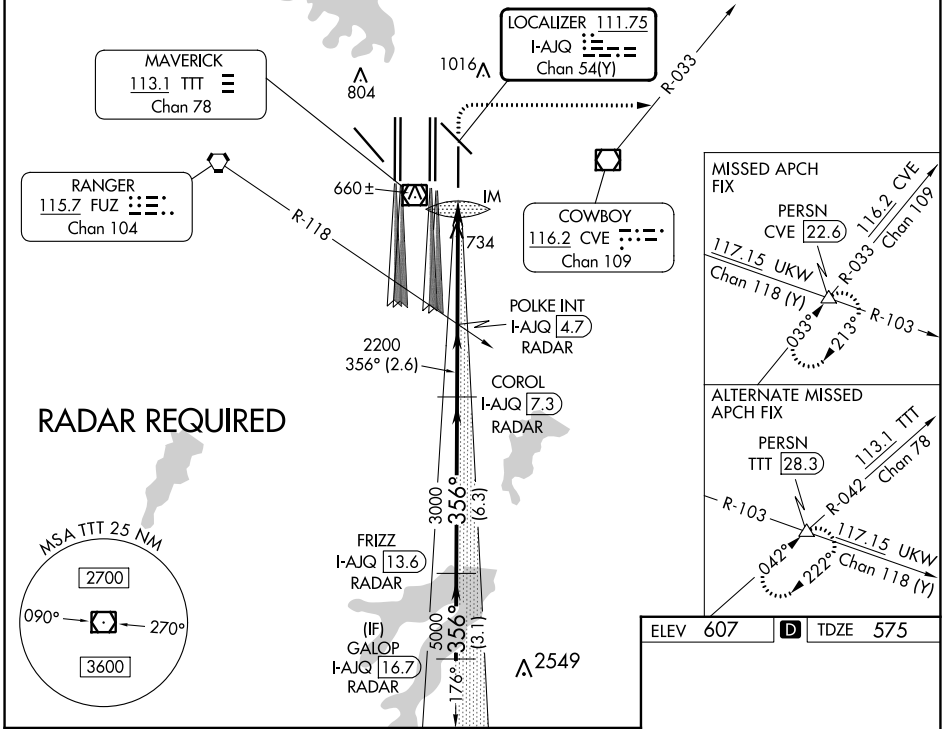 LOCALIZER 111.75
I-AJQ
Chan 54(Y)
R-033
MAVERICK
113.1 TTT
Chan 78
804
1016
RANGER
115.7 FUZ
Chan 104
R-118
660±
IM
734
COWBOY
116.2 CVE
Chan 109
POLKE INT
I-AJQ 4.7
RADAR
2200
356° (2.6)
COROL
I-AJQ 7.3
RADAR
RADAR REQUIRED
3000
356°
(6.3)
FRIZZ
I-AJQ 13.6
RADAR
5000
356°
(3.1)
(IF)
GALOP
I-AJQ 16.7
RADAR
176°
2549
MSA TTT 25 NM
2700
090°
270°
3600
MISSED APCH
FIX
PERSN
CVE 22.6
116.2 CVE
Chan 109
R-033
117.15 UKW
Chan 118 (Y)
R-103
033°
213°
ALTERNATE MISSED
APCH FIX
PERSN
TTT 28.3
113.1 TTT
Chan 78
R-042
R-103
117.15 UKW
Chan 118 (Y)
042°
222°
ELEV 607 D TDZE 575